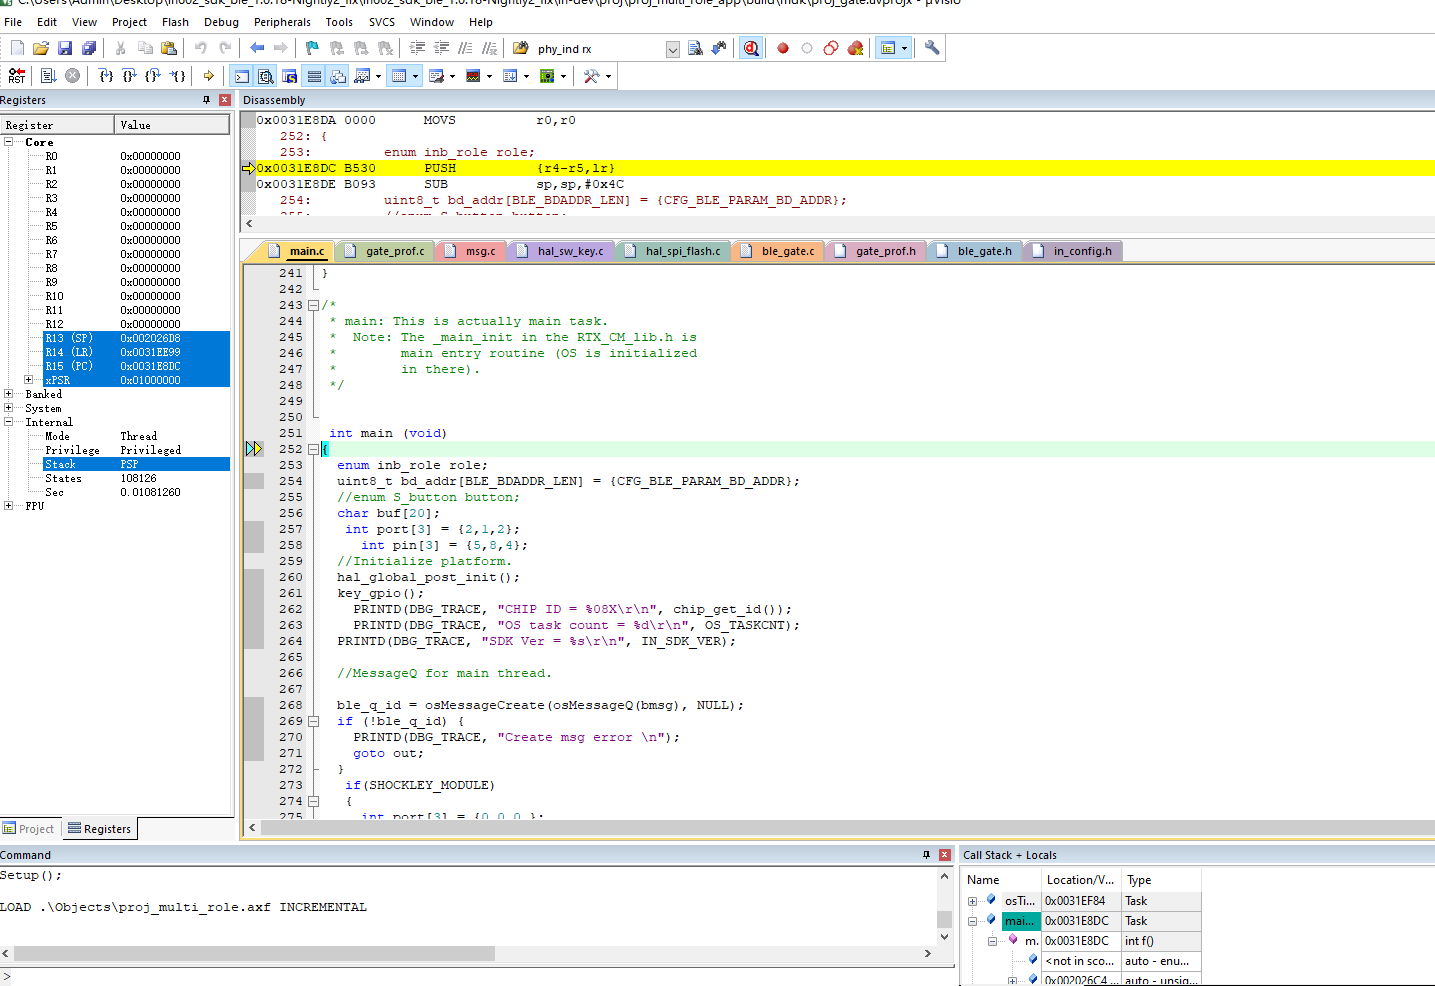 File Edit View Project Flash Debug Peripherals Tools SVCS Window Help
phy_ind rx
RST
Registers
Register Value
Core
R0 0x00000000
R1 0x00000000
R2 0x00000000
R3 0x00000000
R4 0x00000000
R5 0x00000000
R6 0x00000000
R7 0x00000000
R8 0x00000000
R9 0x00000000
R10 0x00000000
R11 0x00000000
R12 0x00000000
R13 (SP) 0x002026D8
R14 (LR) 0x0031EE99
R15 (PC) 0x0031E8DC
xPSR 0x01000000
Banked
System
Internal
Mode Thread
Privilege Privileged
Stack PSP
States 108126
Sec 0.01081260
FPU
Project Registers
Disassembly
0x0031E8DA 0000 MOVS r0,r0
252: {
253: enum inb_role role;
0x0031E8DC B530 PUSH {r4-r5,lr}
0x0031E8DE B093 SUB sp,sp,#0x4C
254: uint8_t bd_addr[BLE_BDADDR_LEN] = {CFG_BLE_PARAM_BD_ADDR};
255: //enum S_button button;
main.c gate_prof.c msg.c hal_sw_key.c hal_spi_flash.c ble_gate.c gate_prof.h ble_gate.h in_config.h
241 }
242
243 /*
244 * main: This is actually main task.
245 * Note: The _main_init in the RTX_CM_lib.h is
246 * main entry routine (OS is initialized
247 * in there).
248 */
249
250
251 int main (void)
252 {
253 enum inb_role role;
254 uint8_t bd_addr[BLE_BDADDR_LEN] = {CFG_BLE_PARAM_BD_ADDR};
255 //enum S_button button;
256 char buf[20];
257 int port[3] = {2,1,2};
258 int pin[3] = {5,8,4};
259 //Initialize platform.
260 hal_global_post_init();
261 key_gpio();
262 PRINTD(DBG_TRACE, "CHIP ID = %08X\r\n", chip_get_id());
263 PRINTD(DBG_TRACE, "OS task count = %d\r\n", OS_TASKCNT);
264 PRINTD(DBG_TRACE, "SDK Ver = %s\r\n", IN_SDK_VER);
265
266 //MessageQ for main thread.
267
268 ble_q_id = osMessageCreate(osMessageQ(bmsg), NULL);
269 if (!ble_q_id) {
270 PRINTD(DBG_TRACE, "Create msg error \n");
271 goto out;
272 }
273 if(SHOCKLEY_MODULE)
274 {
275 int port[3] = {0,0,0,};
Command
Setup();
LOAD .\Objects\proj_multi_role.axf INCREMENTAL
>
Call Stack + Locals
Name Location/V... Type
osTi... 0x0031EF84 Task
mai... 0x0031E8DC Task
m. 0x0031E8DC int f()
<not in sco... auto - enu...
0x002026C4 ... auto - unsig...